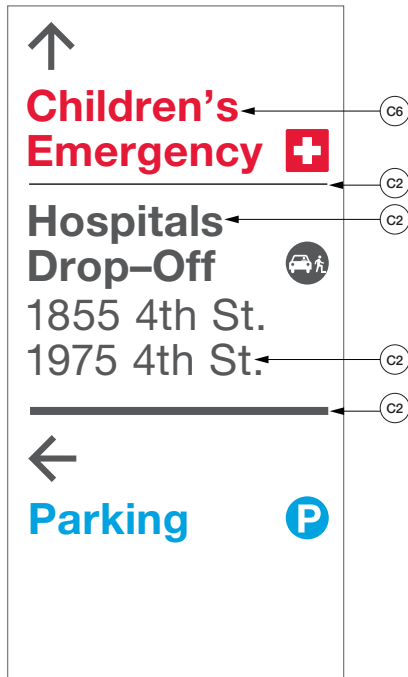 Children's
C6
Emergency
C2
Hospitals
C2
Drop–Off
1855 4th St.
1975 4th St.
C2
C2
Parking
P